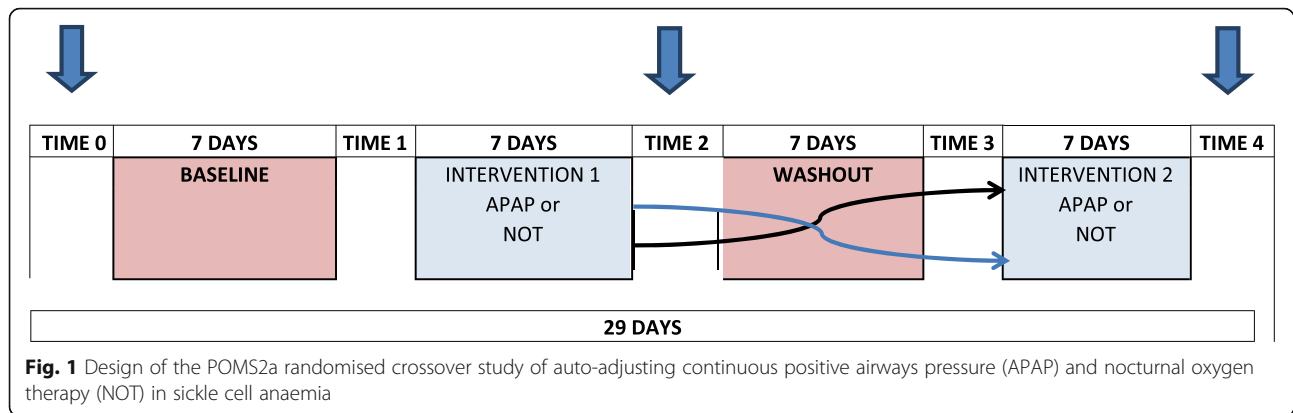 TIME 0 7 DAYS TIME 1 7 DAYS TIME 2 7 DAYS TIME 3 7 DAYS TIME 4
BASELINE INTERVENTION 1 WASHOUT INTERVENTION 2
APAP or APAP or
NOT NOT
29 DAYS
Fig. 1 Design of the POMS2a randomised crossover study of auto-adjusting continuous positive airways pressure (APAP) and nocturnal oxygen
therapy (NOT) in sickle cell anaemia